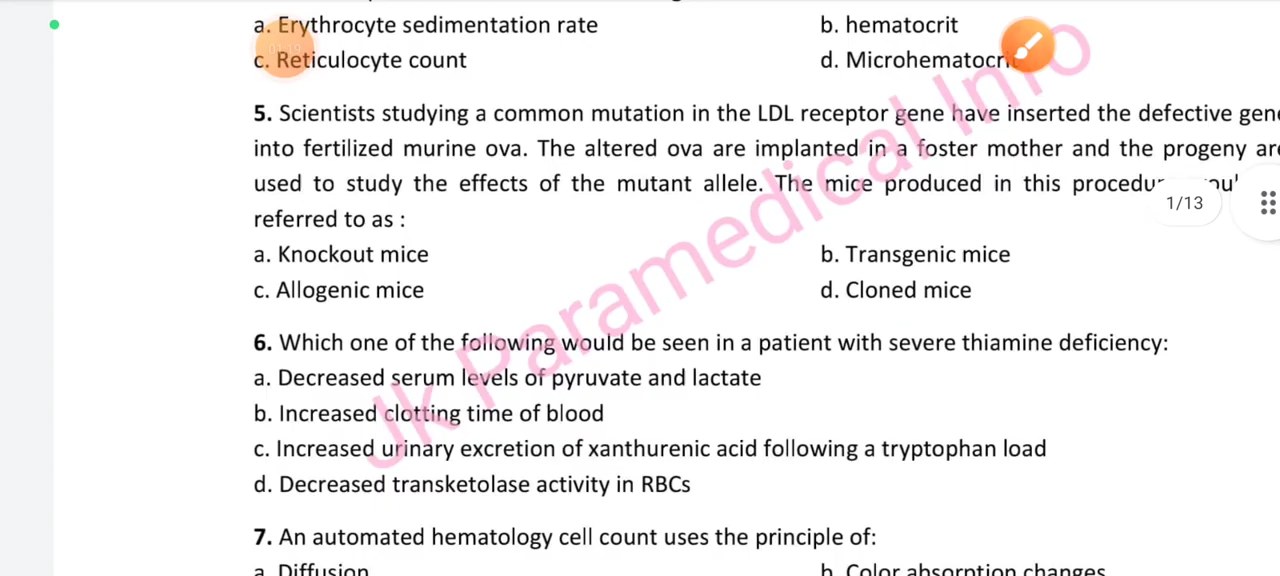 a. Erythrocyte sedimentation rate b. hematocrit
c. Reticulocyte count d. Microhematocrit
5. Scientists studying a common mutation in the LDL receptor gene have inserted the defective
into fertilized murine ova. The altered ova are implanted in a foster mother and the progeny
used to study the effects of the mutant allele. The mice produced in this
referred to as :
1/13
a. Knockout mice b. Transgenic mice
c. Allogenic mice d. Cloned mice
6. Which one of the following would be seen in a patient with severe thiamine deficiency:
a. Decreased serum levels of pyruvate and lactate
b. Increased clotting time of blood
c. Increased urinary excretion of xanthurenic acid following a tryptophan load
d. Decreased transketolase activity in RBCs
7. An automated hematology cell count uses the principle of:
a. Diffusion b. Color absorption changes
Jk Paramedical Info